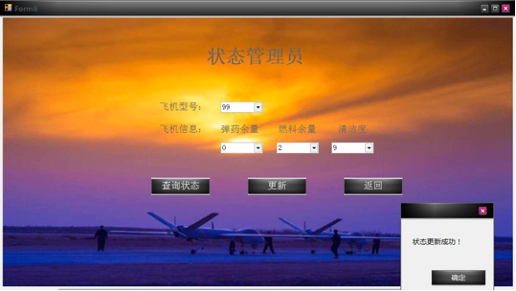 Form8
状态管理员
飞机型号： 99
飞机信息： 弹药余量 燃料余量 清洁度
0 2 9
查询状态 更新 返回
状态更新成功！
确定